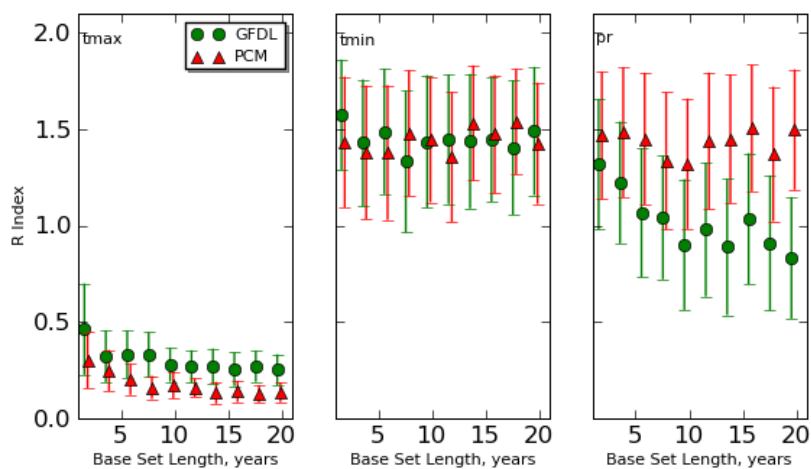 tmax
GFDL
PCM
tmin
pr
2.0
1.5
1.0
0.5
0.0
R Index
5 10 15 20
5 10 15 20
5 10 15 20
Base Set Length, years
Base Set Length, years
Base Set Length, years